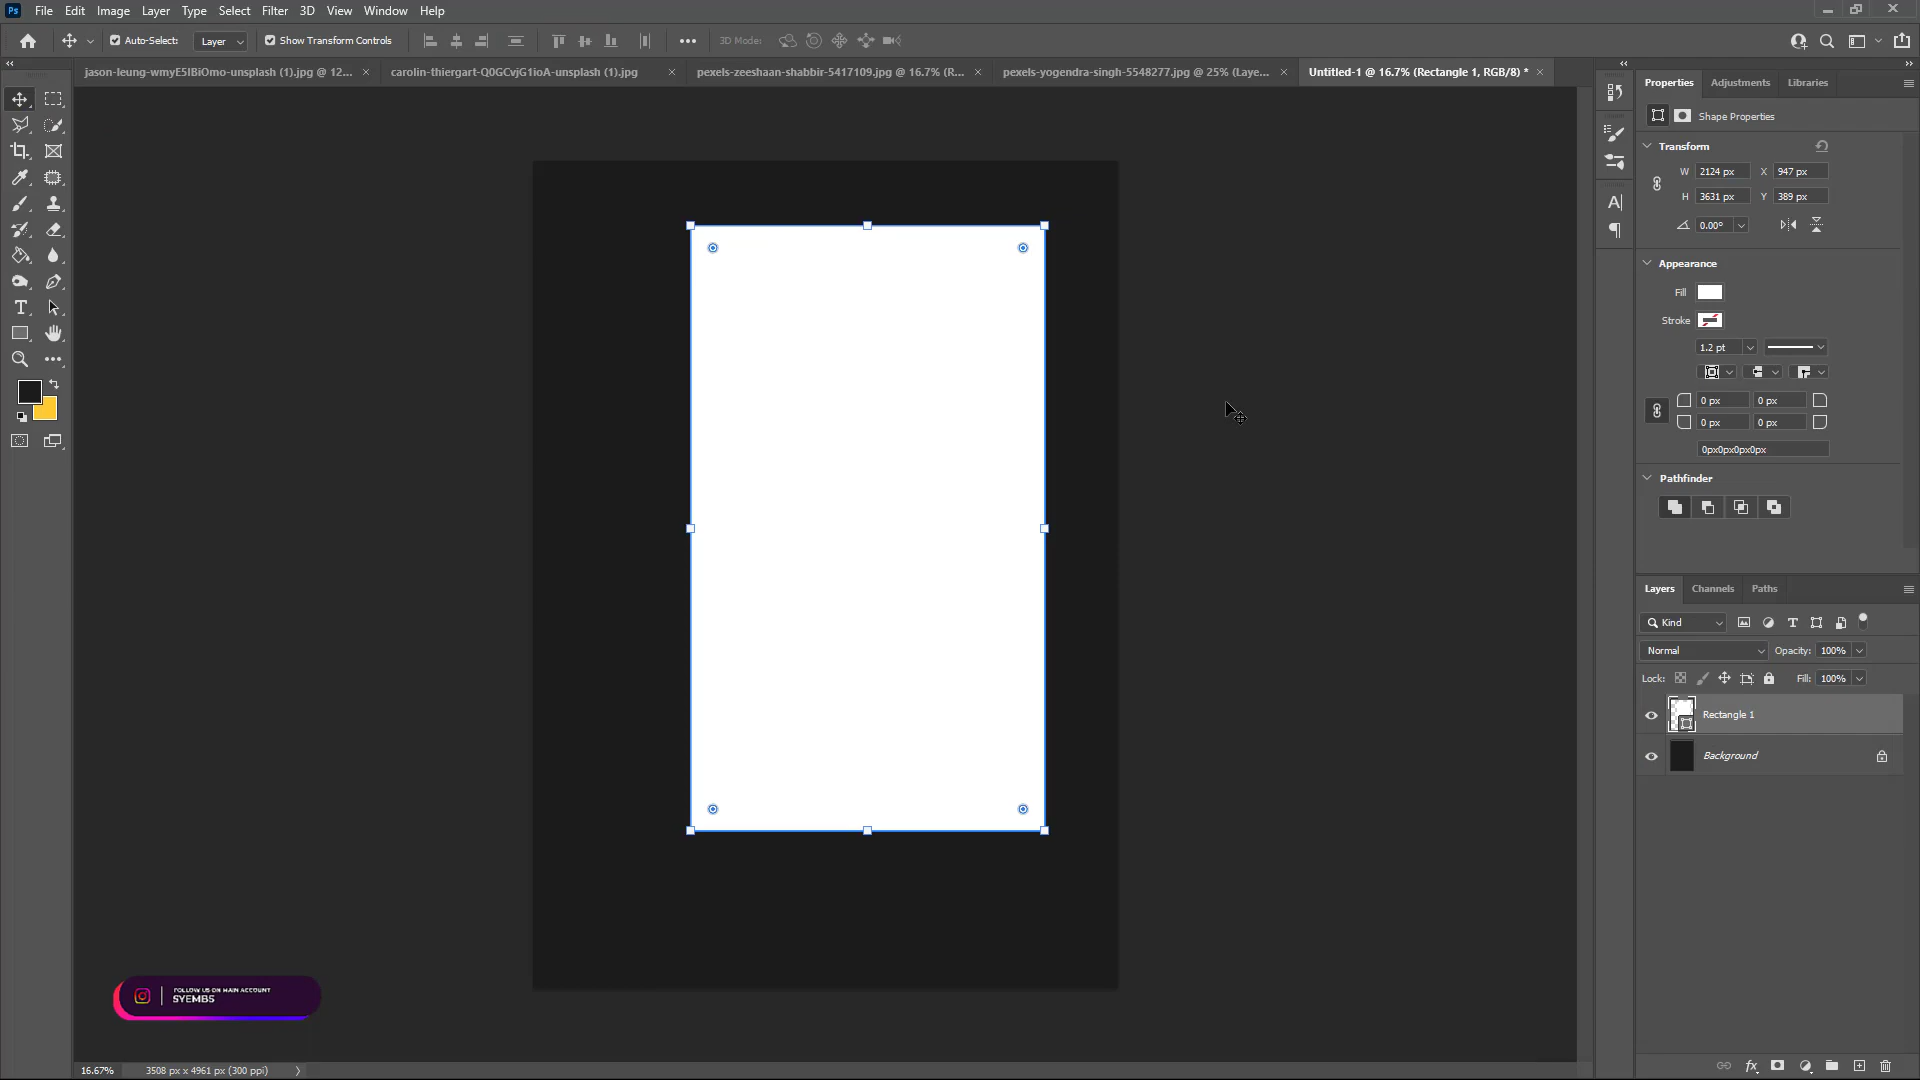 Ps File Edit Image Layer Type Select Filter 3D View Window Help
Auto-Select: Layer Show Transform Controls 3D Mode:
jason-leung-wmyE5IBiOmo-unsplash (1).jpg @ 12... carolin-thiergart-Q0GCvjG1ioA-unsplash (1).jpg pexels-zeeshaan-shabbir-5417109.jpg @ 16.7% (R... pexels-yogendra-singh-5548277.jpg @ 25% (Laye... Untitled-1 @ 16.7% (Rectangle 1, RGB/8) *
Properties Adjustments Libraries
Shape Properties
Transform
W 2124 px X 947 px
H 3631 px Y 389 px
0.00°
Appearance
Fill
Stroke
1.2 pt
0 px 0 px
0 px 0 px
0px0px0px0px
Pathfinder
Layers Channels Paths
Kind
Normal Opacity: 100%
Lock: Fill: 100%
Rectangle 1
Background
FOLLOW US ON MAIN ACCOUNT
SYEMBS
16.67% 3508 px x 4961 px (300 ppi)